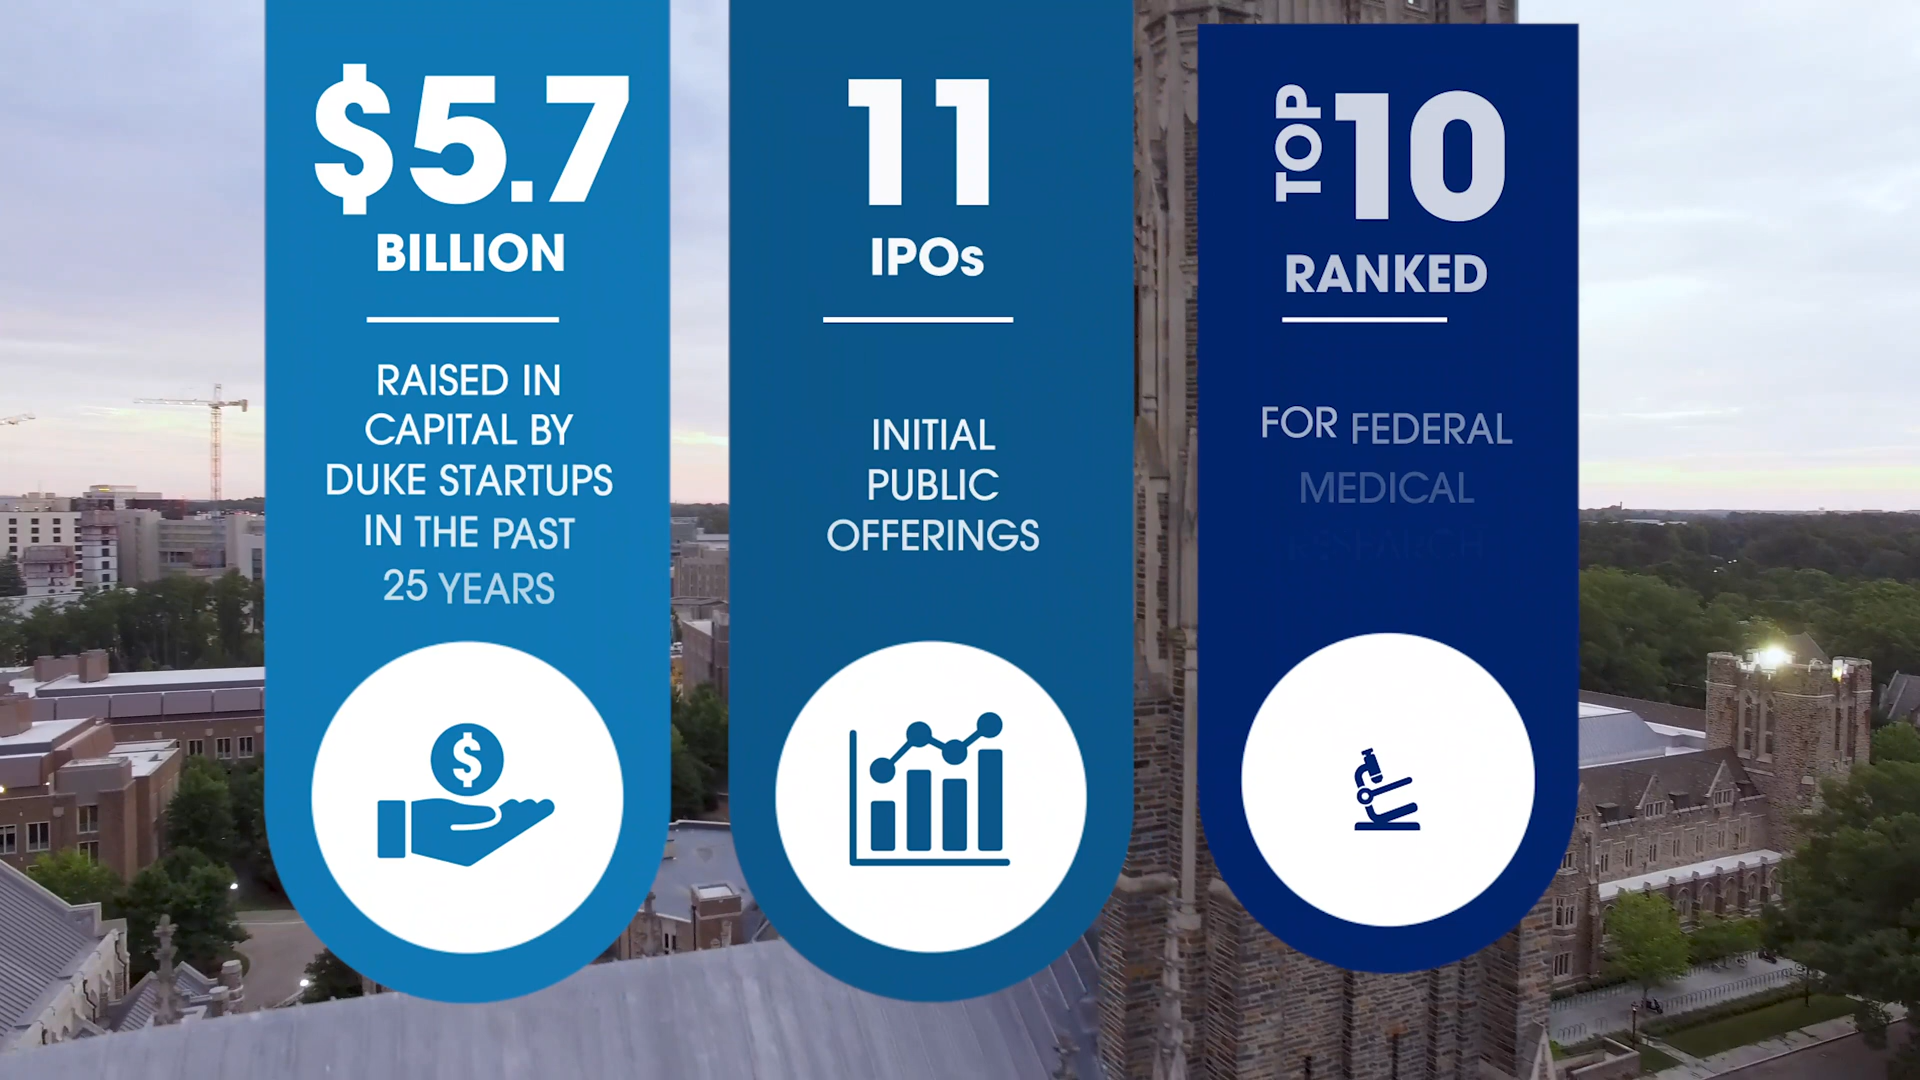 $5.7
BILLION
RAISED IN
CAPITAL BY
DUKE STARTUPS
IN THE PAST
25 YEARS
$
11
IPOs
INITIAL
PUBLIC
OFFERINGS
TOP 10
RANKED
FOR FEDERAL
MEDICAL
RESEARCH